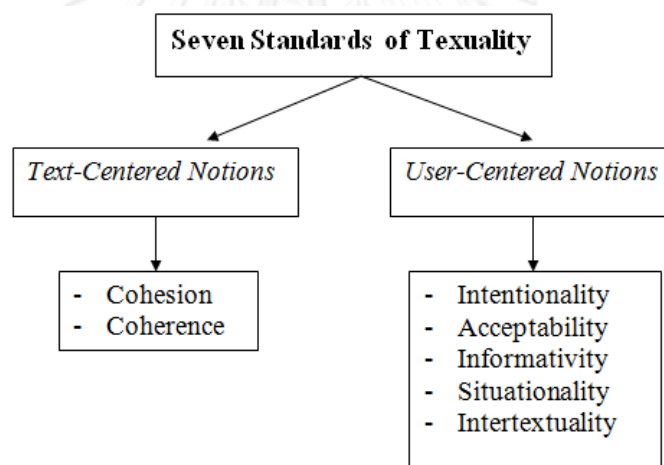 Seven Standards of Texuality
Text-Centered Notions
User-Centered Notions
- Cohesion
- Coherence
- Intentionality
- Acceptability
- Informativity
- Situationality
- Intertextuality